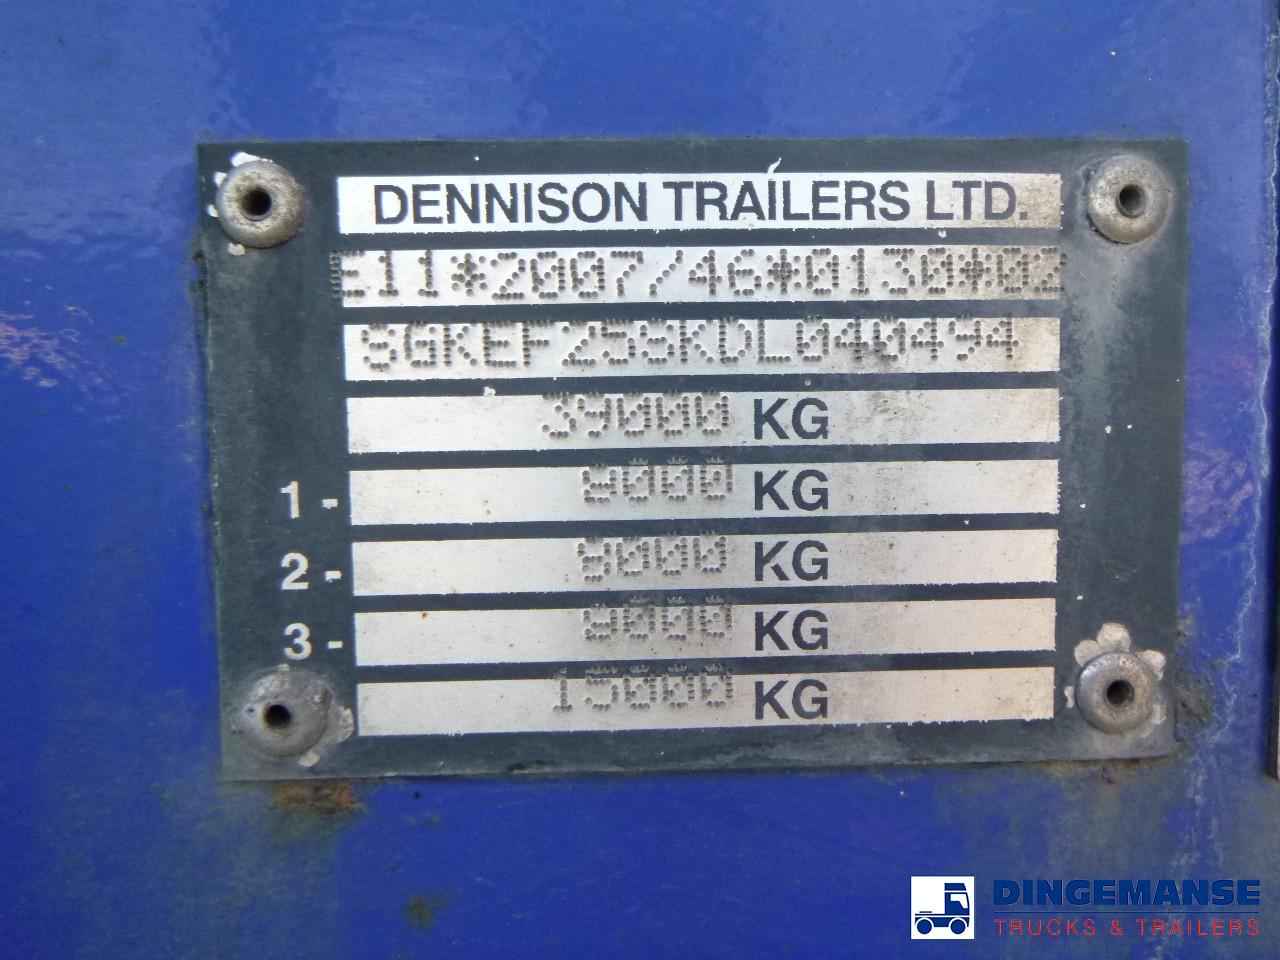 DENNISON TRAILERS LTD.
E11*2007/46*0130*02
SGKEF25SKDL040494
39000 KG
1- 8000 KG
2- 8000 KG
3- 8000 KG
15000 KG
DINGEMANSE
TRUCKS & TRAILERS